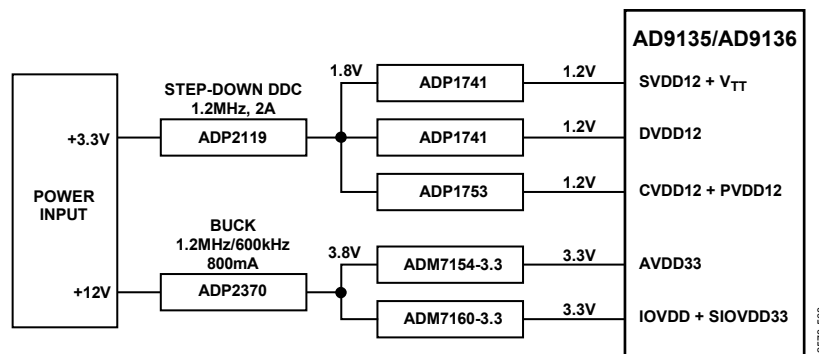 AD9135/AD9136
STEP-DOWN DDC
1.2MHz, 2A
1.8V
ADP1741
1.2V
SVDD12 + VTT
+3.3V
ADP2119
ADP1741
1.2V
DVDD12
POWER
INPUT
ADP1753
1.2V
CVDD12 + PVDD12
BUCK
1.2MHz/600kHz
800mA
3.8V
ADM7154-3.3
3.3V
AVDD33
+12V
ADP2370
ADM7160-3.3
3.3V
IOVDD + SIOVDD33